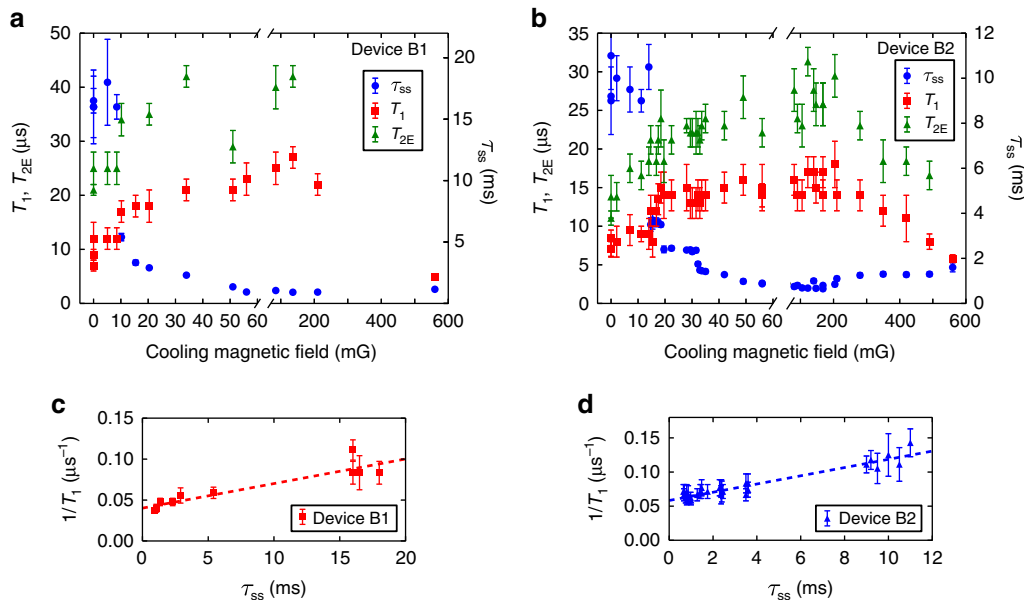 a
Device B1
τss
T1
T2E
T1, T2E (µs)
50
40
30
20
10
0
τss (ms)
20
15
10
5
0 10 20 30 40 50 60 200 400 600
Cooling magnetic field (mG)
b
Device B2
τss
T1
T2E
T1, T2E (µs)
35
30
25
20
15
10
5
0
τss (ms)
12
10
8
6
4
2
0
0 10 20 30 40 50 60 200 400 600
Cooling magnetic field (mG)
c
1/T1 (µs⁻¹)
0.15
0.10
0.05
0.00
Device B1
0 5 10 15 20
τss (ms)
d
1/T1 (µs⁻¹)
0.15
0.10
0.05
0.00
Device B2
0 2 4 6 8 10 12
τss (ms)